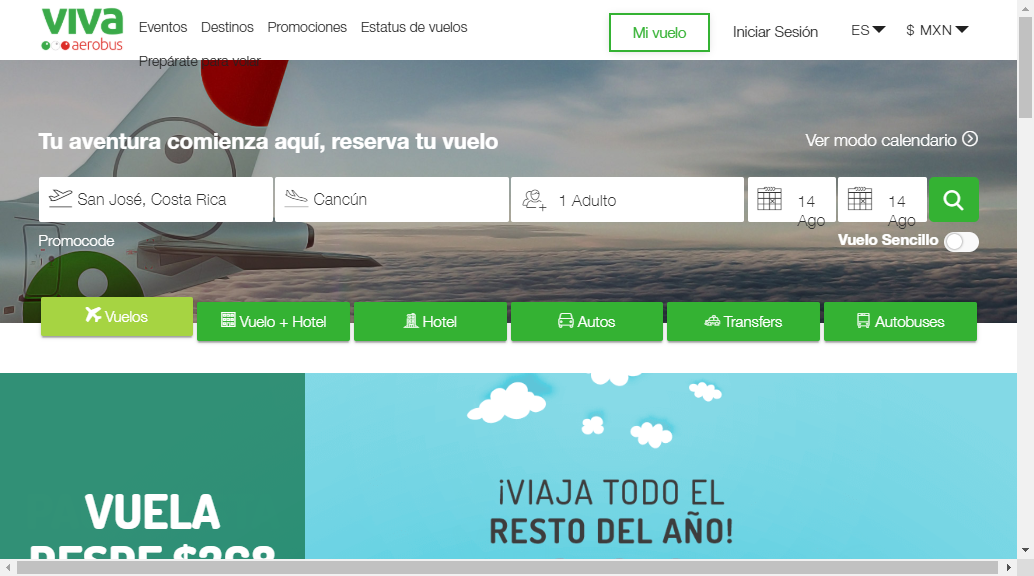 viva
aerobus
Eventos Destinos Promociones Estatus de vuelos
Prepárate para volar
Mi vuelo
Iniciar Sesión
ES
$ MXN
Tu aventura comienza aquí, reserva tu vuelo
Ver modo calendario
San José, Costa Rica
Cancún
1 Adulto
14
Ago
14
Ago
Promocode
Vuelo Sencillo
Vuelos
Vuelo + Hotel
Hotel
Autos
Transfers
Autobuses
VUELA
DESDE $268
¡VIAJA TODO EL
RESTO DEL AÑO!